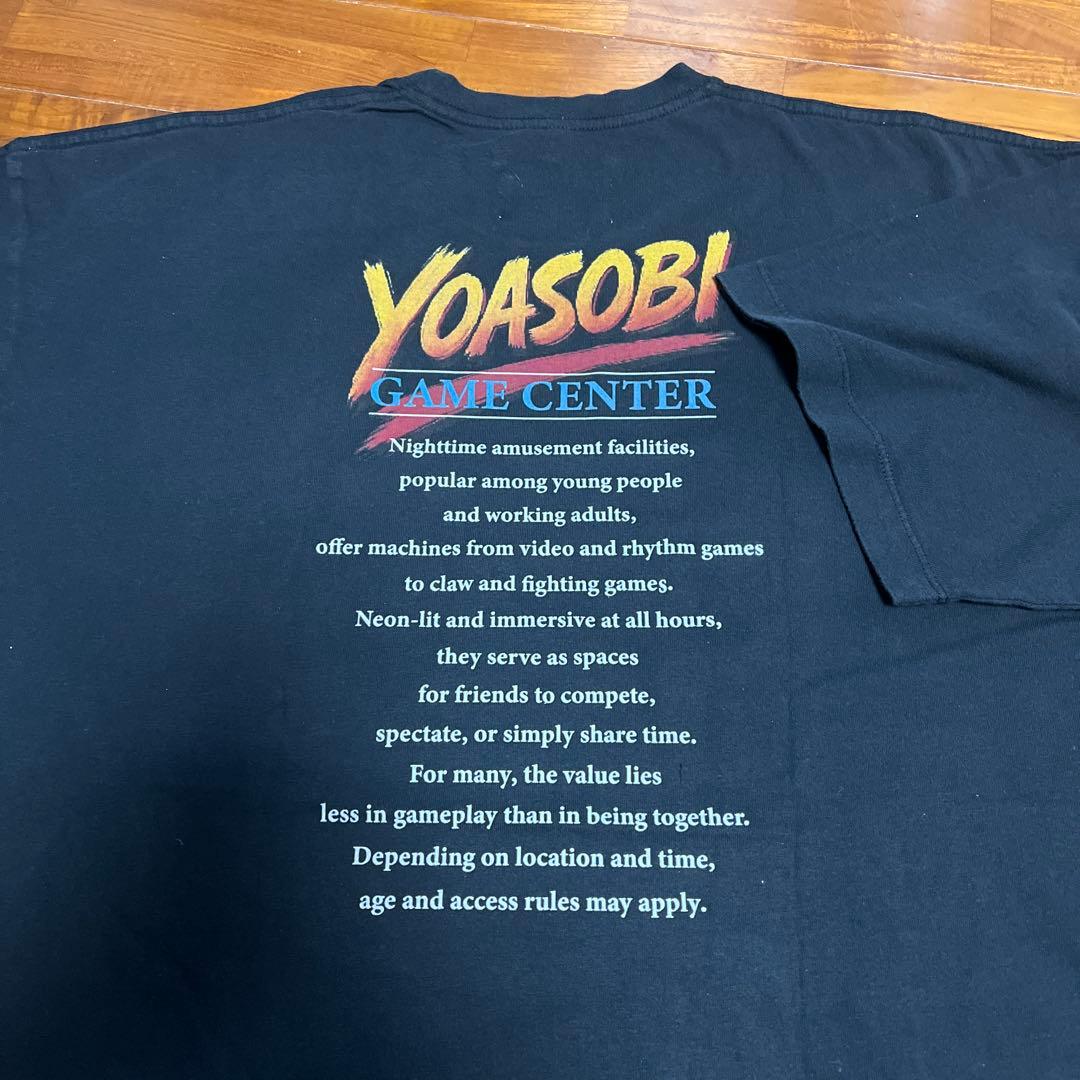 YOASOBI
GAME CENTER
Nighttime amusement facilities,
popular among young people
and working adults,
offer machines from video and rhythm games
to claw and fighting games.
Neon-lit and immersive at all hours,
they serve as spaces
for friends to compete,
spectate, or simply share time.
For many, the value lies
less in gameplay than in being together.
Depending on location and time,
age and access rules may apply.